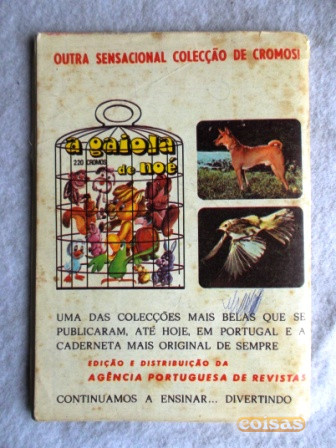 OUTRA SENSACIONAL COLECÇÃO DE CROMOS!
a gaiola
220 CROMOS
de noé
UMA DAS COLECÇÕES MAIS BELAS QUE SE
PUBLICARAM, ATÉ HOJE, EM PORTUGAL E A
CADERNETA MAIS ORIGINAL DE SEMPRE
EDIÇÃO E DISTRIBUIÇÃO DA
AGÊNCIA PORTUGUESA DE REVISTAS
CONTINUAMOS A ENSINAR... DIVERTINDO
coisas